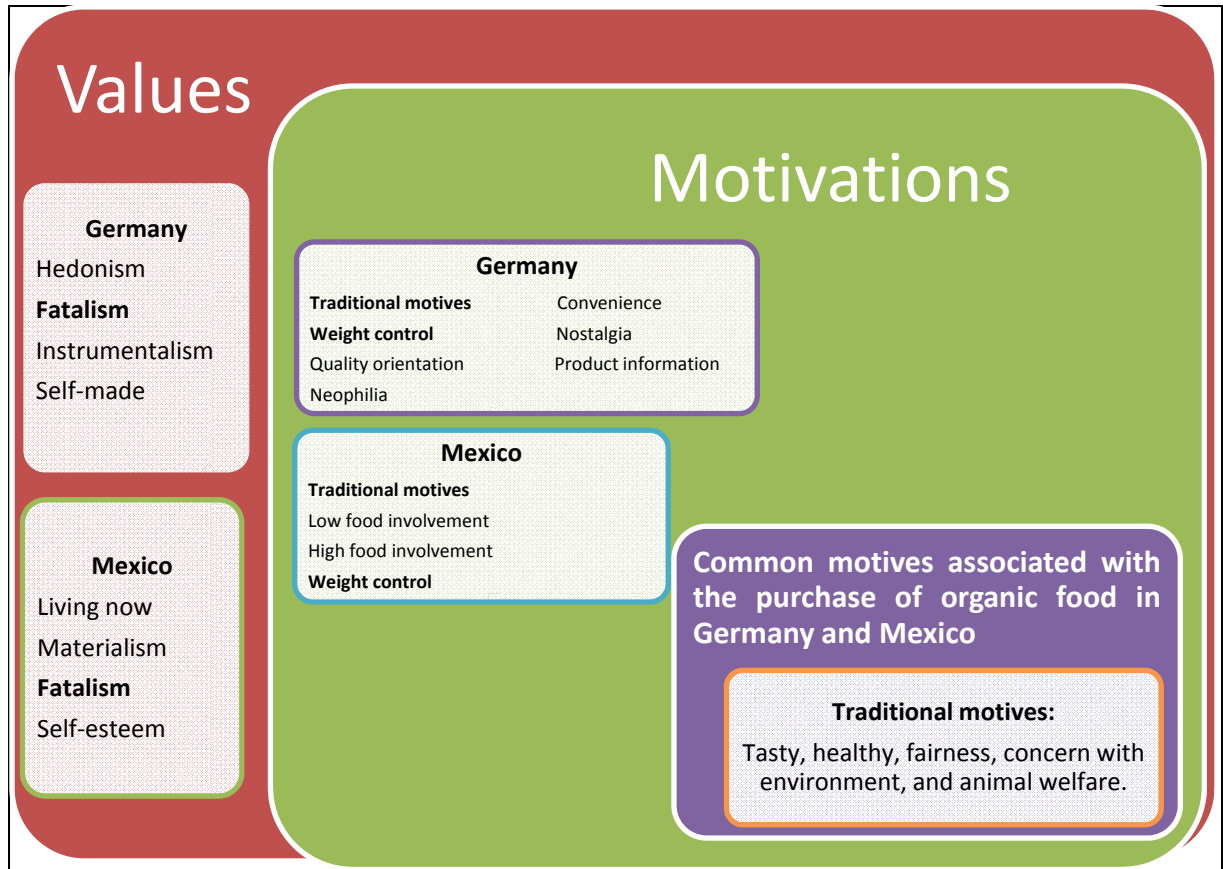 Values
Germany
Hedonism
Fatalism
Instrumentalism
Self-made
Mexico
Living now
Materialism
Fatalism
Self-esteem
Motivations
Germany
Traditional motives
Weight control
Quality orientation
Neophilia
Convenience
Nostalgia
Product information
Mexico
Traditional motives
Low food involvement
High food involvement
Weight control
Common motives associated with
the purchase of organic food in
Germany and Mexico
Traditional motives:
Tasty, healthy, fairness, concern with
environment, and animal welfare.